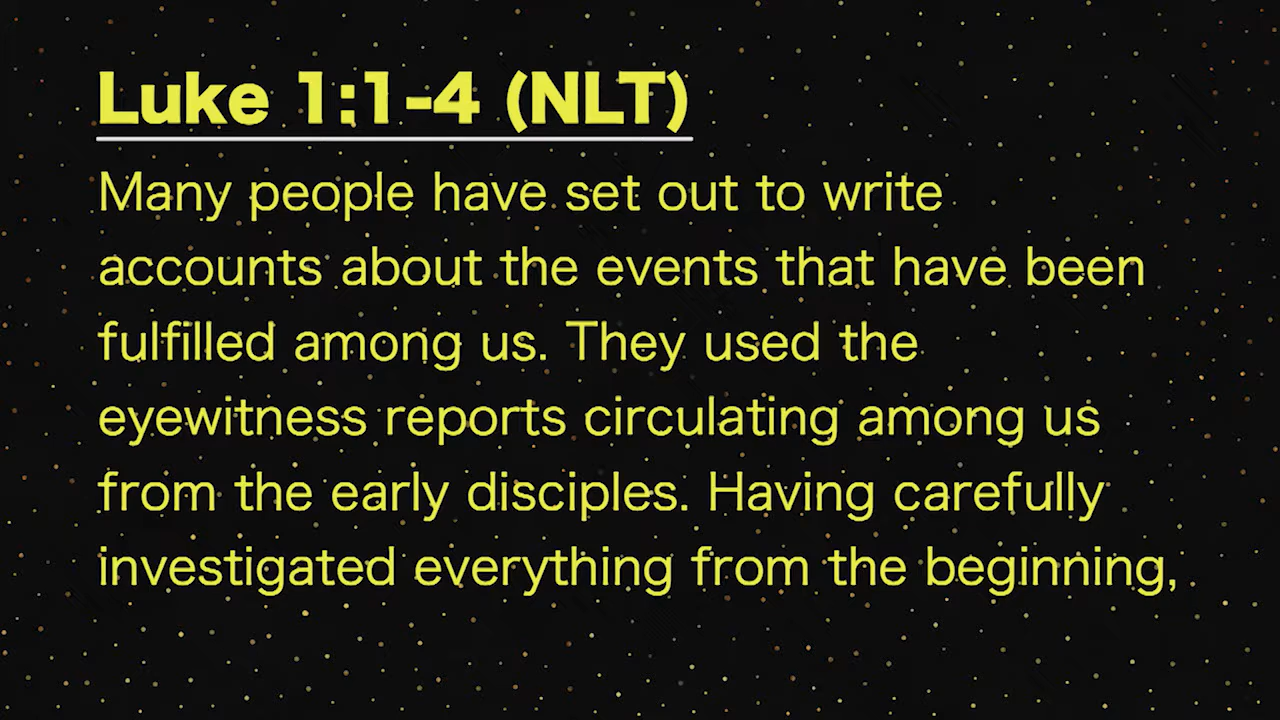 Luke 1:1-4 (NLT)
Many people have set out to write
accounts about the events that have been
fulfilled among us. They used the
eyewitness reports circulating among us
from the early disciples. Having carefully
investigated everything from the beginning,